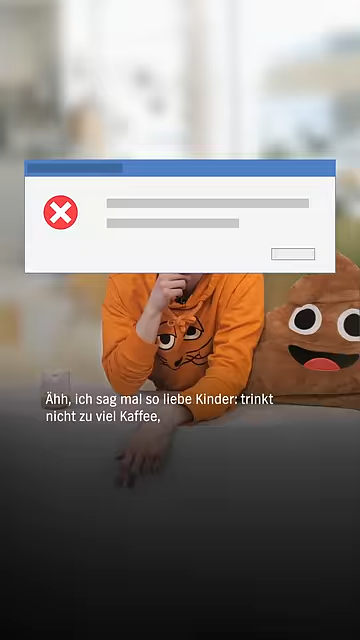 Ähh, ich sag mal so liebe Kinder: trinkt
nicht zu viel Kaffee,